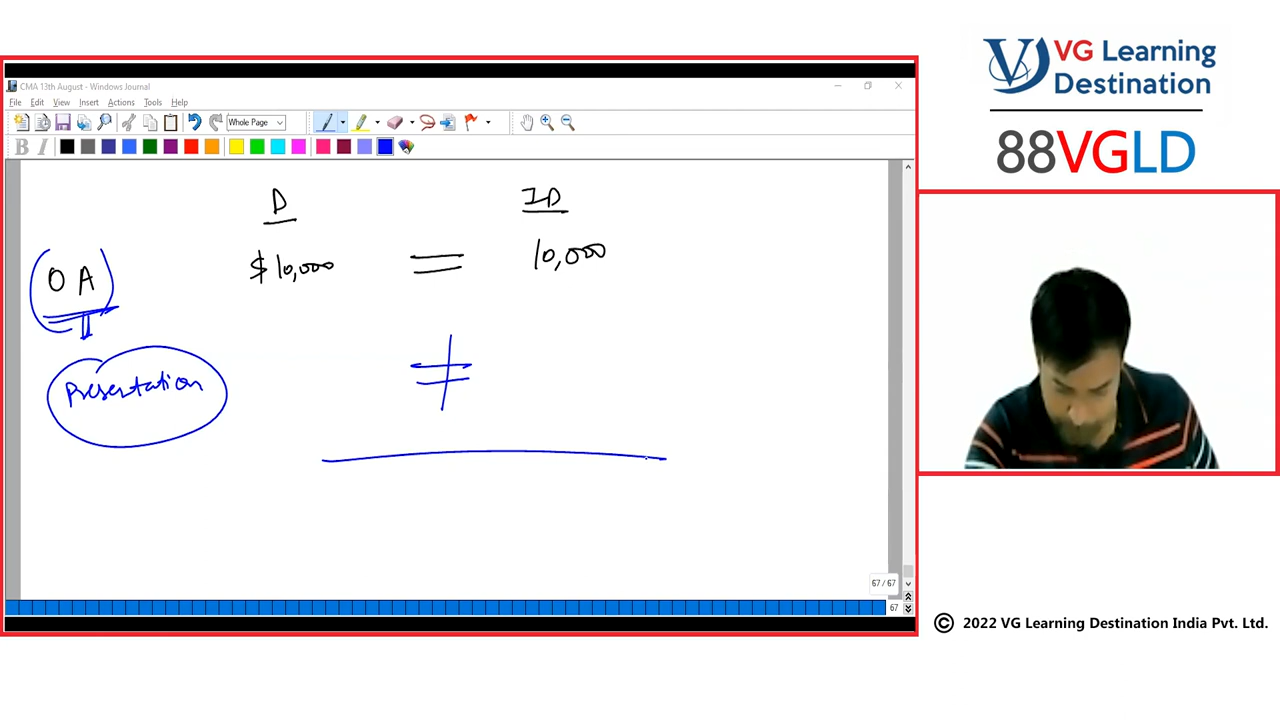 CMA 13th August - Windows Journal
File Edit View Insert Actions Tools Help
Whole Page
B I
D ID
OA $10,000 = 10,000
Presentation ≠
67 / 67
67
VG Learning
Destination
88VGLD
© 2022 VG Learning Destination India Pvt. Ltd.